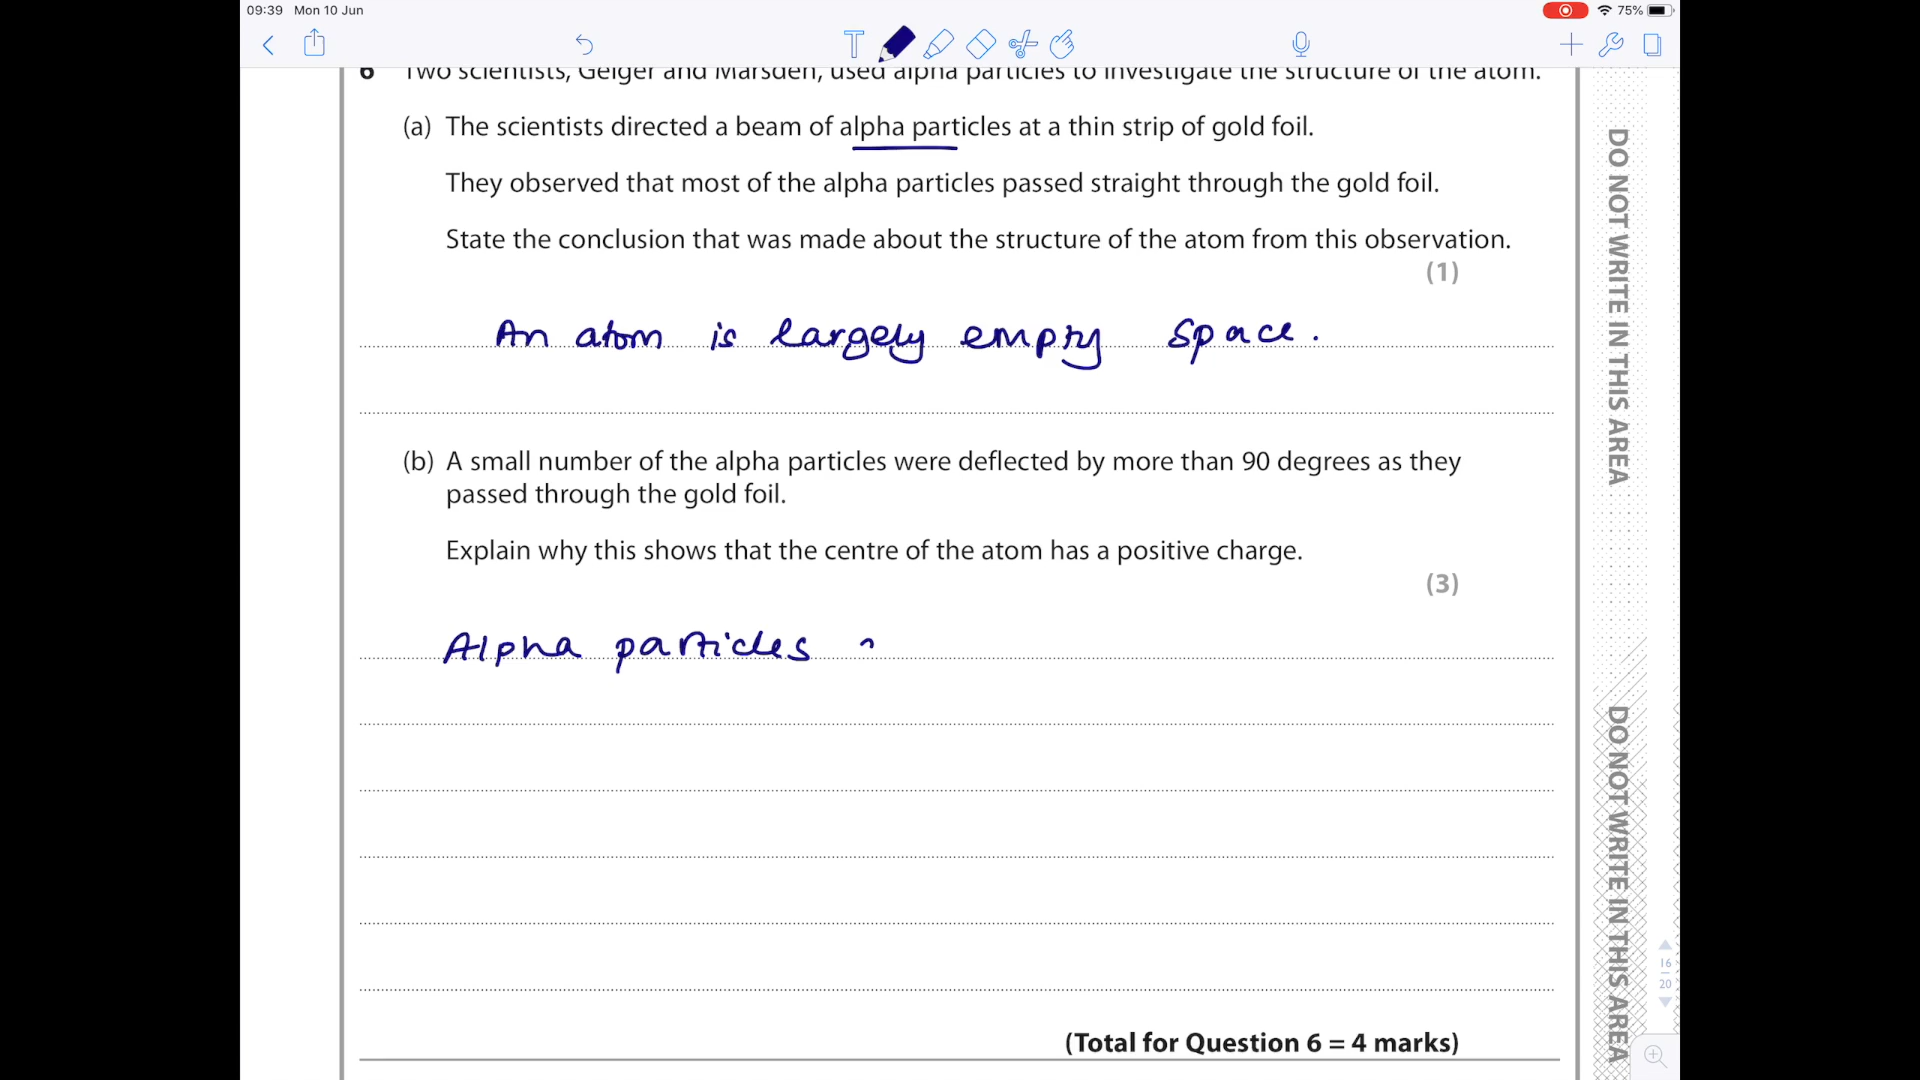 09:39 Mon 10 Jun
75%
6 Two scientists, Geiger and Marsden, used alpha particles to investigate the structure of the atom.
(a) The scientists directed a beam of alpha particles at a thin strip of gold foil.
They observed that most of the alpha particles passed straight through the gold foil.
State the conclusion that was made about the structure of the atom from this observation.
(1)
An atom is largely empty space.
(b) A small number of the alpha particles were deflected by more than 90 degrees as they
passed through the gold foil.
Explain why this shows that the centre of the atom has a positive charge.
(3)
Alpha particles
(Total for Question 6 = 4 marks)
DO NOT WRITE IN THIS AREA
DO NOT WRITE IN THIS AREA
16
20